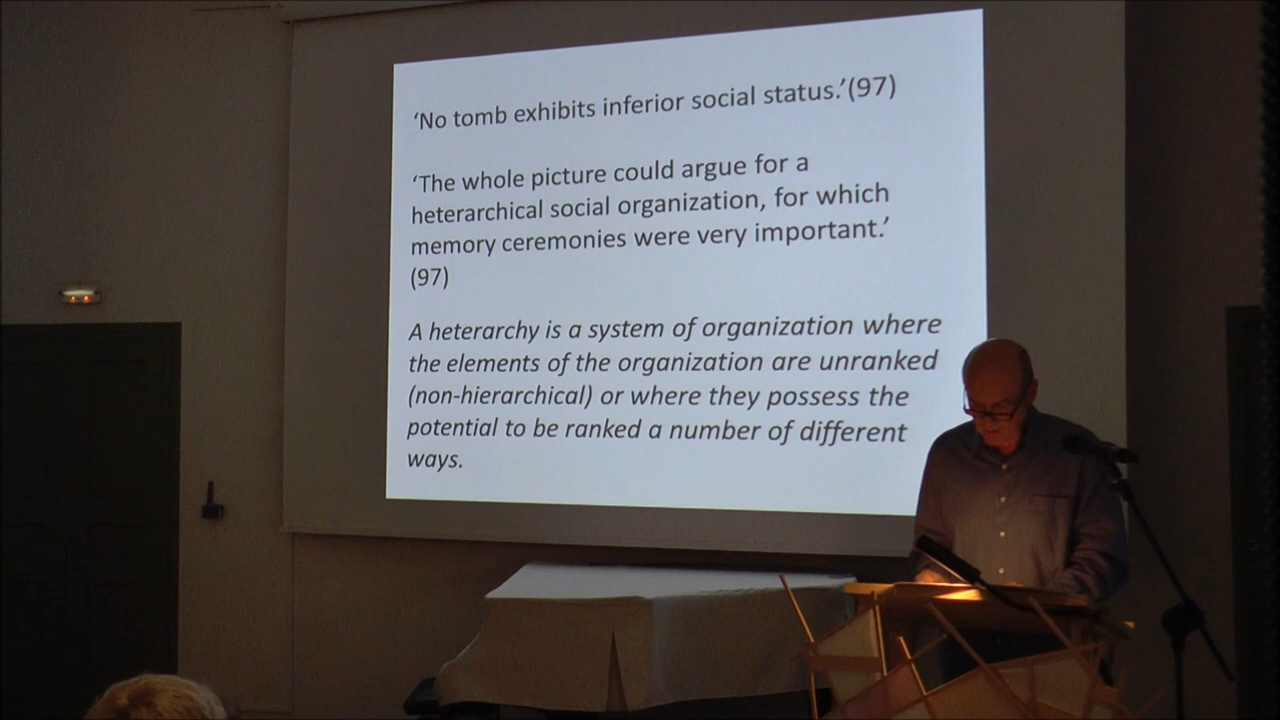 ‘No tomb exhibits inferior social status.’(97)
‘The whole picture could argue for a
heterarchical social organization, for which
memory ceremonies were very important.’
(97)
A heterarchy is a system of organization where
the elements of the organization are unranked
(non-hierarchical) or where they possess the
potential to be ranked a number of different
ways.